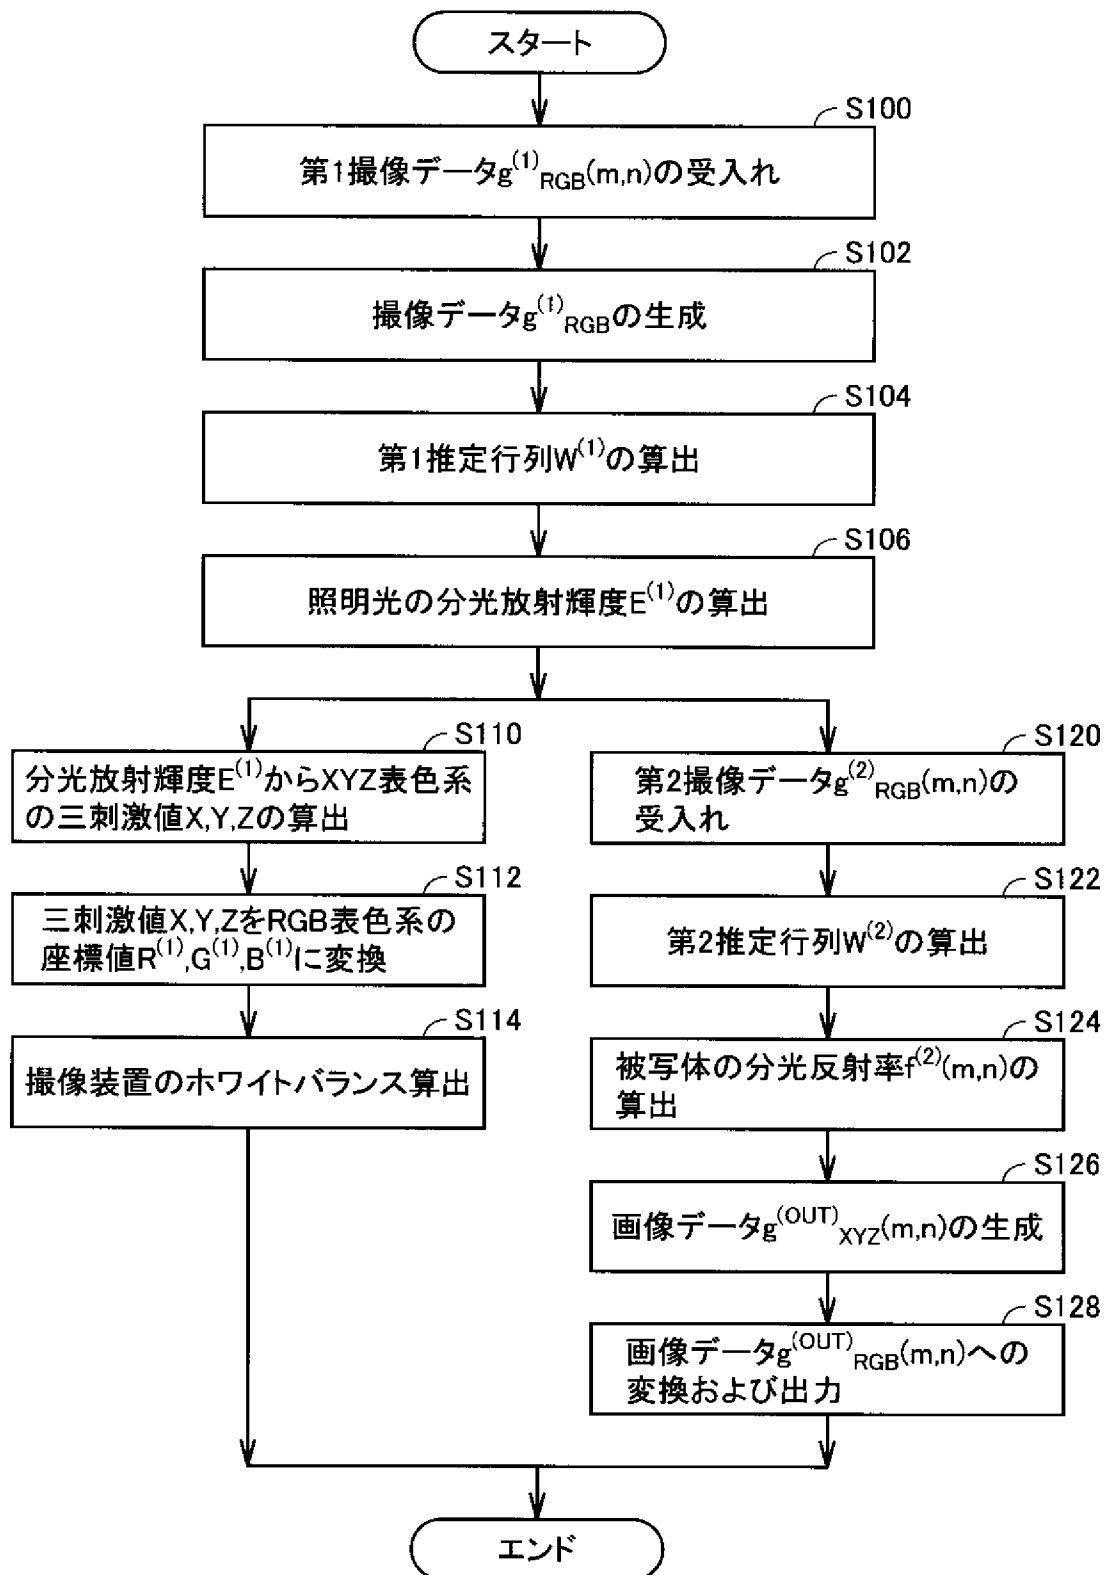 スタート
S100
第1撮像データg^(1)_RGB(m,n)の受入れ
S102
撮像データg^(1)_RGBの生成
S104
第1推定行列W^(1)の算出
S106
照明光の分光放射輝度E^(1)の算出
S110
分光放射輝度E^(1)からXYZ表色系
の三刺激値X,Y,Zの算出
S112
三刺激値X,Y,ZをRGB表色系の
座標値R^(1),G^(1),B^(1)に変換
S114
撮像装置のホワイトバランス算出
S120
第2撮像データg^(2)_RGB(m,n)の
受入れ
S122
第2推定行列W^(2)の算出
S124
被写体の分光反射率f^(2)(m,n)の
算出
S126
画像データg^(OUT)_XYZ(m,n)の生成
S128
画像データg^(OUT)_RGB(m,n)への
変換および出力
エンド